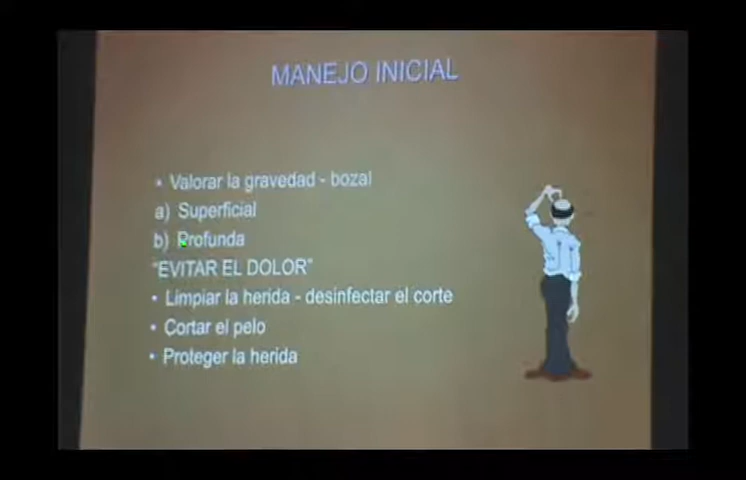 MANEJO INICIAL
• Valorar la gravedad - bozal
a) Superficial
b) Profunda
"EVITAR EL DOLOR"
• Limpiar la herida - desinfectar el corte
• Cortar el pelo
• Proteger la herida